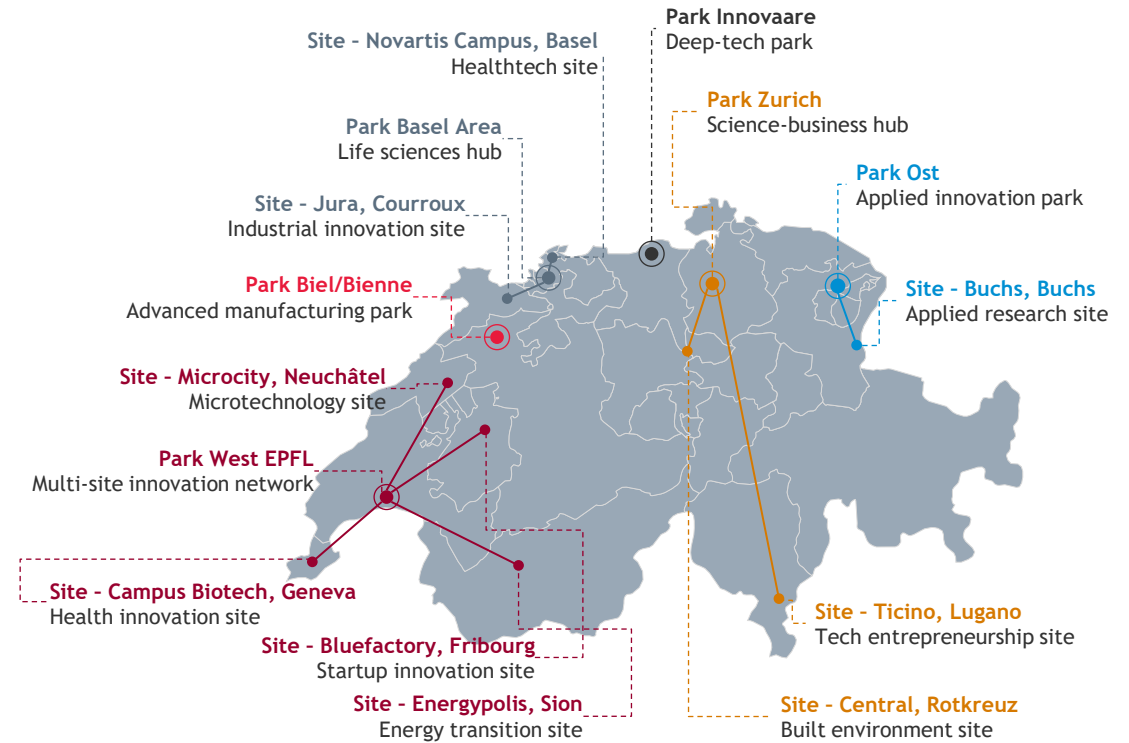 Park Innovaare
Deep-tech park
Site - Novartis Campus, Basel
Healthtech site
Park Zurich
Science-business hub
Park Basel Area
Life sciences hub
Park Ost
Applied innovation park
Site - Jura, Courroux
Industrial innovation site
Park Biel/Bienne
Advanced manufacturing park
Site - Buchs, Buchs
Applied research site
Site - Microcity, Neuchâtel
Microtechnology site
Park West EPFL
Multi-site innovation network
Site - Campus Biotech, Geneva
Health innovation site
Site - Ticino, Lugano
Tech entrepreneurship site
Site - Bluefactory, Fribourg
Startup innovation site
Site - Energypolis, Sion
Energy transition site
Site - Central, Rotkreuz
Built environment site